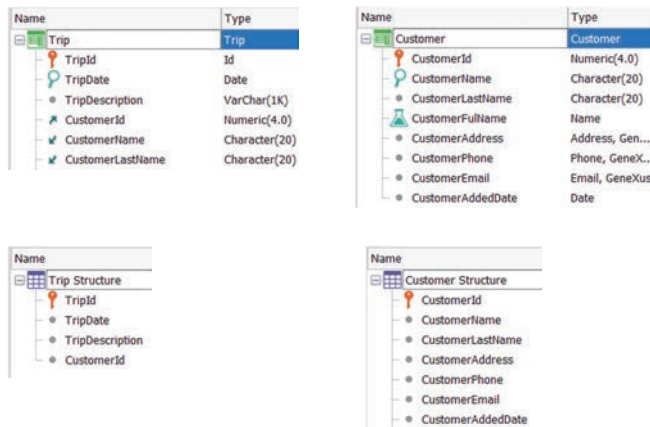 Name Type
Trip Trip
TripId Id
TripDate Date
TripDescription VarChar(1K)
CustomerId Numeric(4.0)
CustomerName Character(20)
CustomerLastName Character(20)
Name Type
Customer Customer
CustomerId Numeric(4.0)
CustomerName Character(20)
CustomerLastName Character(20)
CustomerFulName Name
CustomerAddress Address, Gen...
CustomerPhone Phone, GeneX...
CustomerEmail Email, GeneXus
CustomerAddedDate Date
Name
Trip Structure
TripId
TripDate
TripDescription
CustomerId
Name
Customer Structure
CustomerId
CustomerName
CustomerLastName
CustomerAddress
CustomerPhone
CustomerEmail
CustomerAddedDate